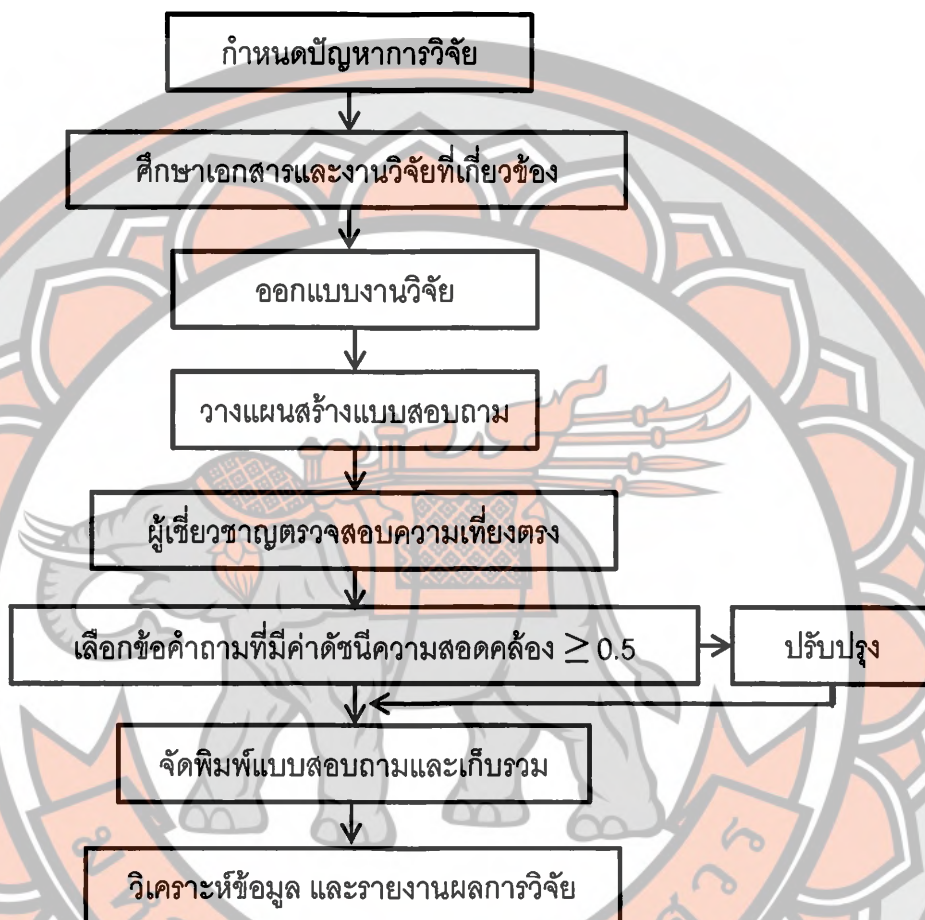 กำหนดปัญหาการวิจัย
ศึกษาเอกสารและงานวิจัยที่เกี่ยวข้อง
ออกแบบงานวิจัย
วางแผนสร้างแบบสอบถาม
ผู้เชี่ยวชาญตรวจสอบความเที่ยงตรง
เลือกข้อคำถามที่มีค่าดัชนีความสอดคล้อง ≥ 0.5
ปรับปรุง
จัดพิมพ์แบบสอบถามและเก็บรวม
วิเคราะห์ข้อมูล และรายงานผลการวิจัย